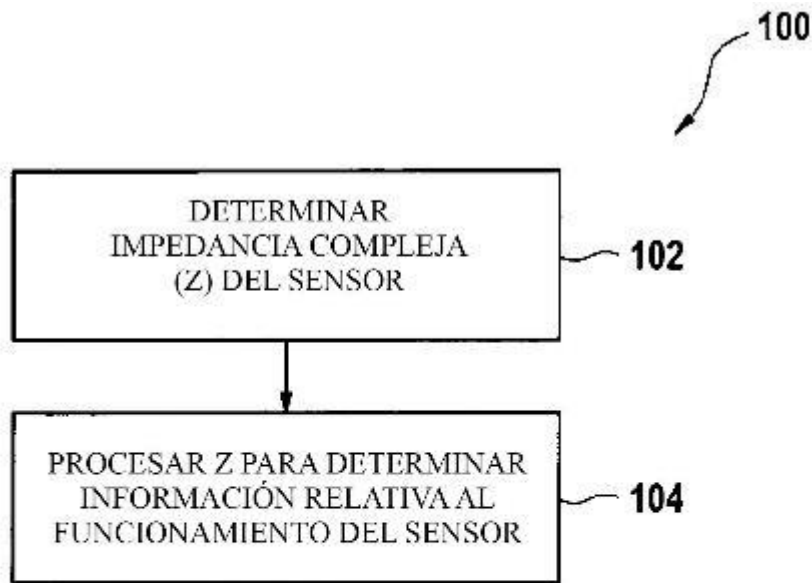 100
DETERMINAR
IMPEDANCIA COMPLEJA
(Z) DEL SENSOR
102
PROCESAR Z PARA DETERMINAR
INFORMACIÓN RELATIVA AL
FUNCIONAMIENTO DEL SENSOR
104